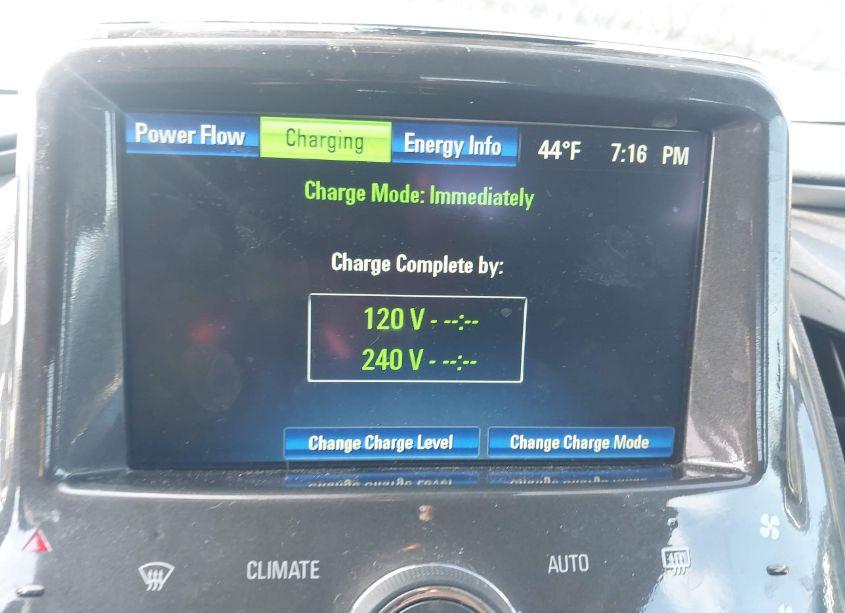 Power Flow Charging Energy Info 44°F 7:16 PM
Charge Mode: Immediately
Charge Complete by:
120 V - --:--
240 V - --:--
Change Charge Level Change Charge Mode
CLIMATE AUTO